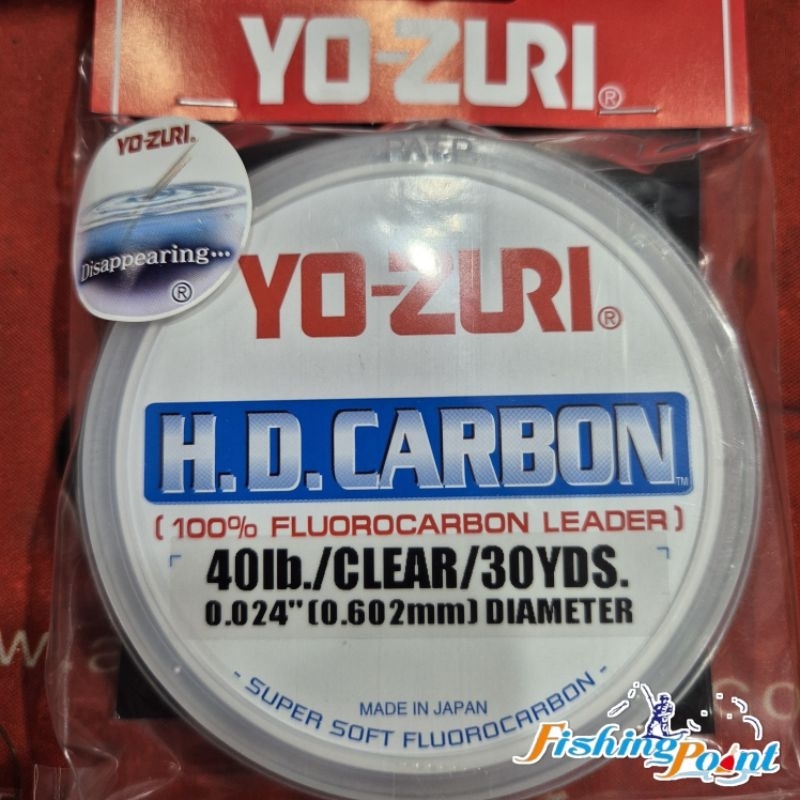 YO-ZURI®
YO-ZURI®
Disappearing...
®
YO-ZURI®
H.D.CARBON™
( 100% FLUOROCARBON LEADER )
40lb./CLEAR/30YDS.
0.024"(0.602mm) DIAMETER
MADE IN JAPAN
- SUPER SOFT FLUOROCARBON -
FishingPoint